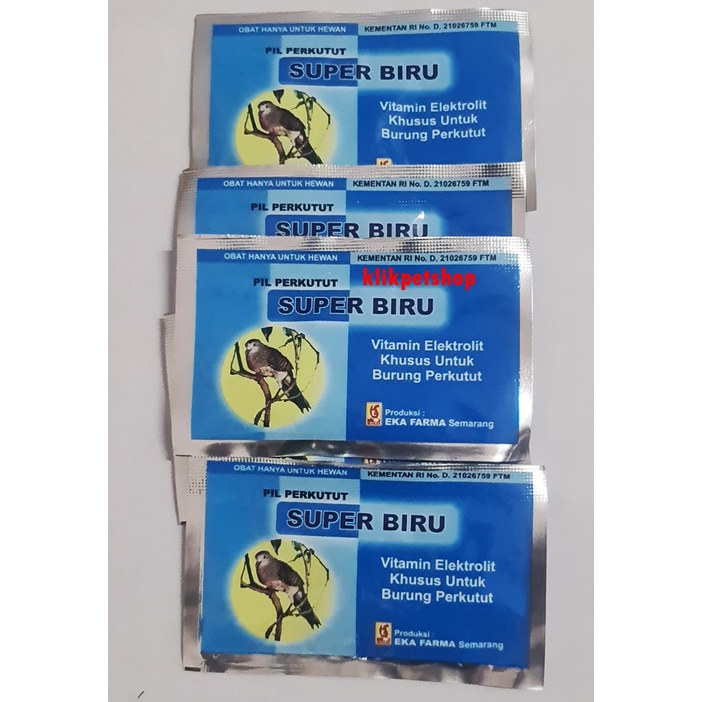 OBAT HANYA UNTUK HEWAN
KEMENTAN RI No. D. 21026759 FTM
PIL PERKUTUT
SUPER BIRU
Vitamin Elektrolit
Khusus Untuk
Burung Perkutut
OBAT HANYA UNTUK HEWAN
KEMENTAN RI No. D. 21026759 FTM
PIL PERKUTUT
SUPER BIRU
OBAT HANYA UNTUK HEWAN
KEMENTAN RI No. D. 21026759 FTM
klikpetshop
PIL PERKUTUT
SUPER BIRU
Vitamin Elektrolit
Khusus Untuk
Burung Perkutut
Produksi :
EKA FARMA Semarang
OBAT HANYA UNTUK HEWAN
KEMENTAN RI No. D. 21026759 FTM
PIL PERKUTUT
SUPER BIRU
Vitamin Elektrolit
Khusus Untuk
Burung Perkutut
Produksi :
EKA FARMA Semarang